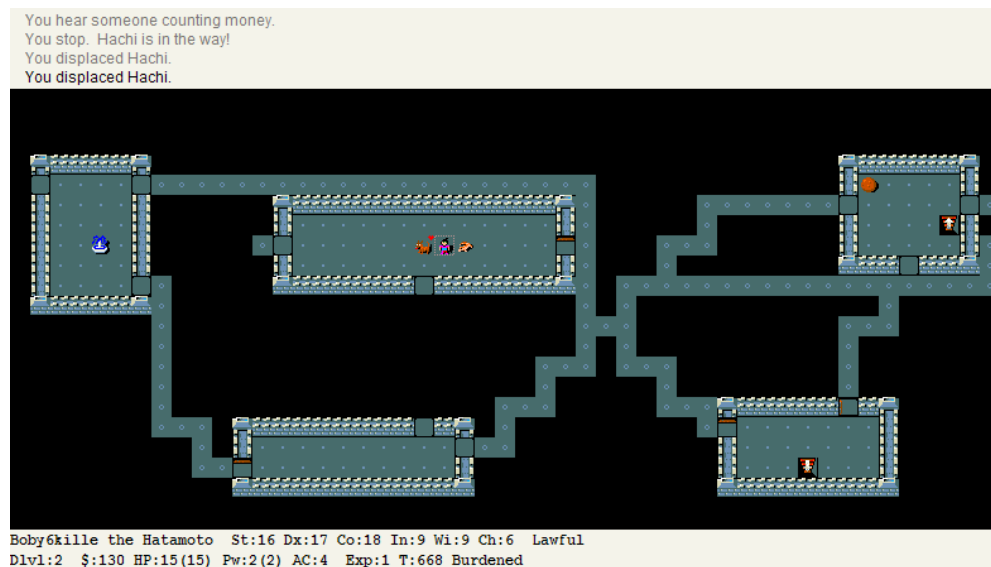 You hear someone counting money.
You stop.  Hachi is in the way!
You displaced Hachi.
You displaced Hachi.
Boby6kille the Hatamoto  St:16 Dx:17 Co:18 In:9 Wi:9 Ch:6  Lawful
Dlvl:2  $:130 HP:15(15) Pw:2(2) AC:4  Exp:1 T:668 Burdened